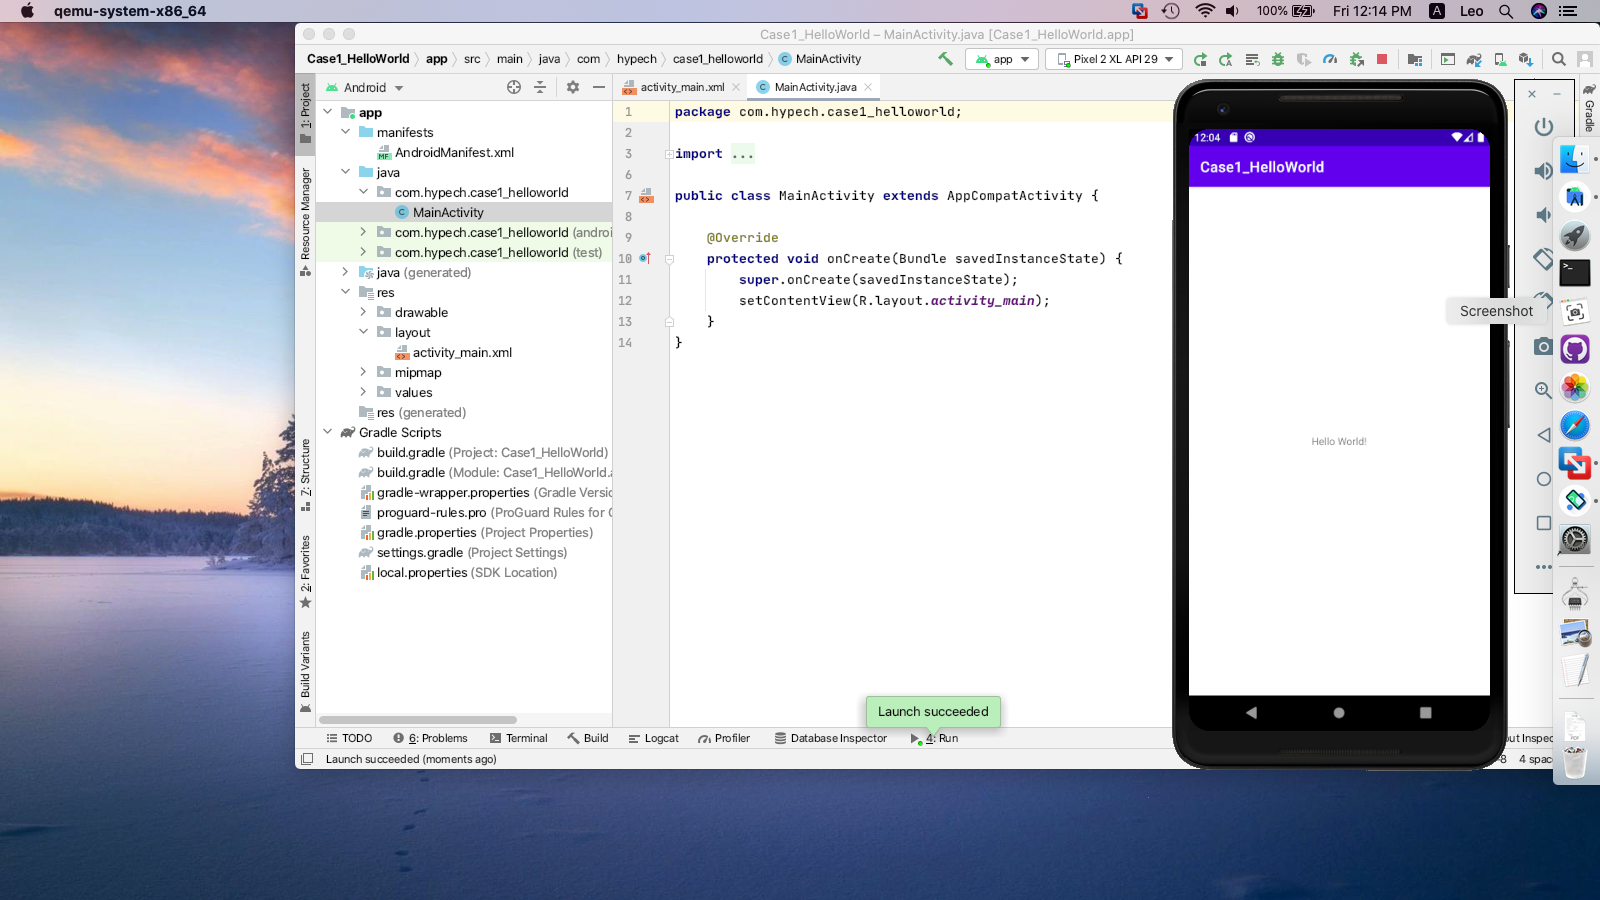 qemu-system-x86_64
100%
Fri 12:14 PM
A
Leo
Case1_HelloWorld – MainActivity.java [Case1_HelloWorld.app]
Case1_HelloWorld
app
src
main
java
com
hypech
case1_helloworld
MainActivity
app
Pixel 2 XL API 29
1: Project
Resource Manager
7: Structure
2: Favorites
Build Variants
Android
app
manifests
AndroidManifest.xml
java
com.hypech.case1_helloworld
MainActivity
com.hypech.case1_helloworld (androi
com.hypech.case1_helloworld (test)
java (generated)
res
drawable
layout
activity_main.xml
mipmap
values
res (generated)
Gradle Scripts
build.gradle (Project: Case1_HelloWorld)
build.gradle (Module: Case1_HelloWorld.a
gradle-wrapper.properties (Gradle Versio
proguard-rules.pro (ProGuard Rules for C
gradle.properties (Project Properties)
settings.gradle (Project Settings)
local.properties (SDK Location)
activity_main.xml
MainActivity.java
1 package com.hypech.case1_helloworld;
2
3 import ...
6
7 public class MainActivity extends AppCompatActivity {
8
9 @Override
10 protected void onCreate(Bundle savedInstanceState) {
11 super.onCreate(savedInstanceState);
12 setContentView(R.layout.activity_main);
13 }
14 }
12:04
Case1_HelloWorld
Hello World!
Screenshot
Gradle
Launch succeeded
TODO
6: Problems
Terminal
Build
Logcat
Profiler
Database Inspector
4: Run
out Inspec
Launch succeeded (moments ago)
-8
4 spac